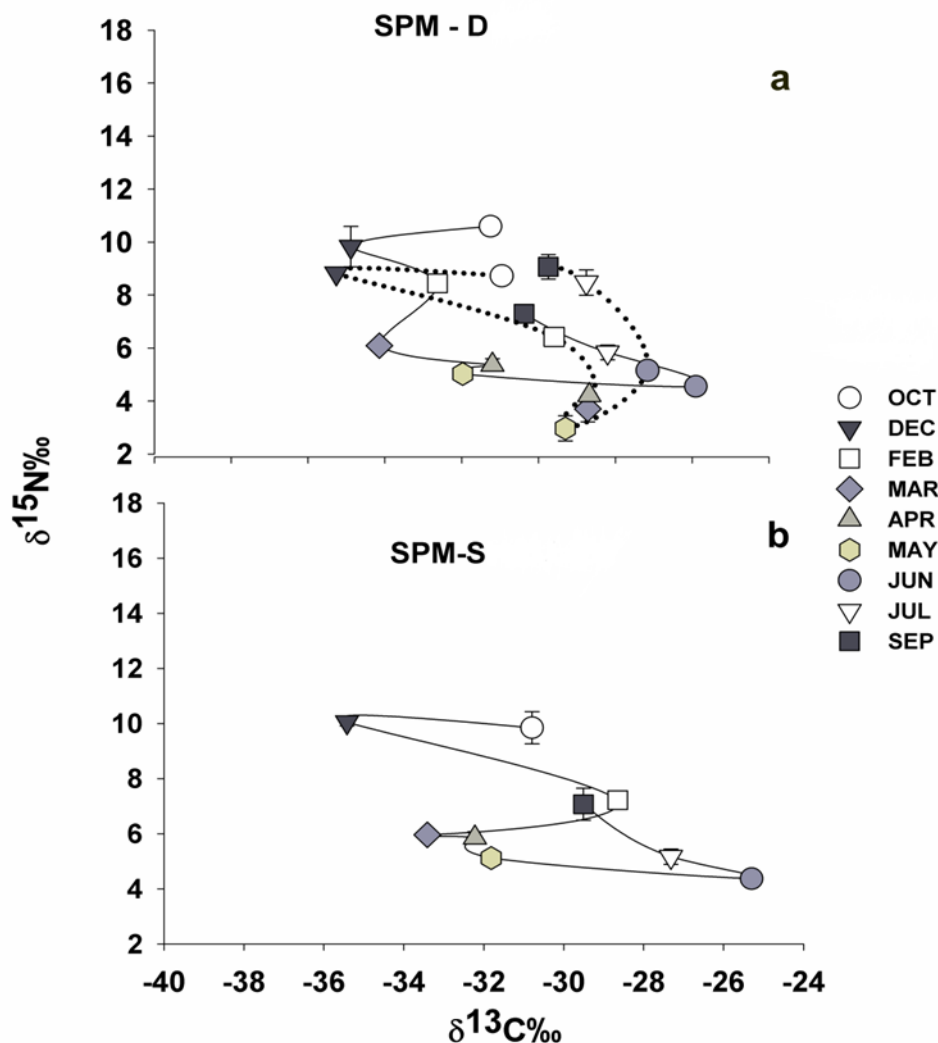 SPM - D
a
18
16
14
12
10
8
6
4
2
OCT
DEC
FEB
MAR
APR
MAY
JUN
JUL
SEP
δ15N‰
b
SPM-S
18
16
14
12
10
8
6
4
2
-40 -36 -34 -32 -30 -28 -26 -24
δ13C‰